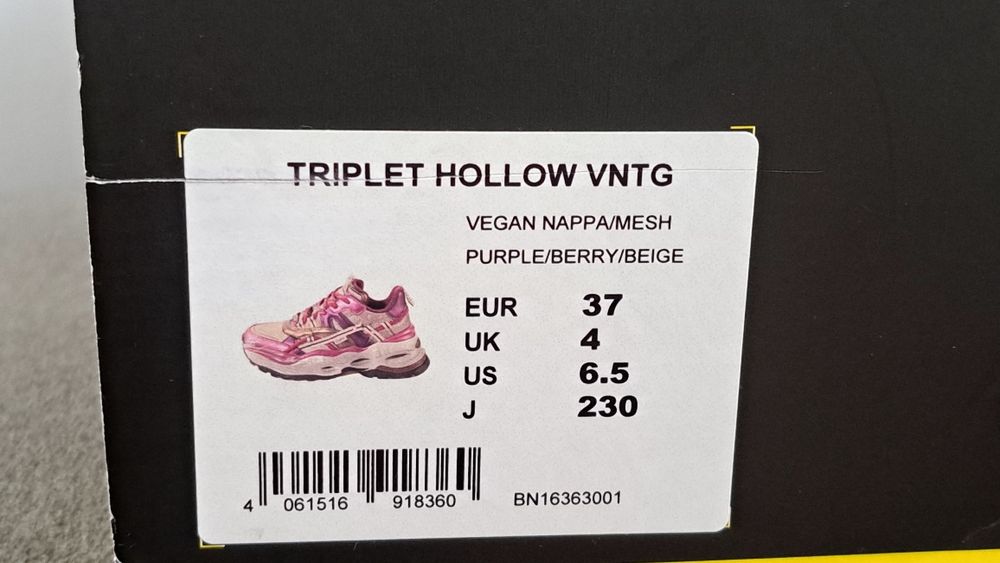 TRIPLET HOLLOW VNTG
VEGAN NAPPA/MESH
PURPLE/BERRY/BEIGE
EUR 37
UK 4
US 6.5
J 230
4 061516 918360
BN16363001